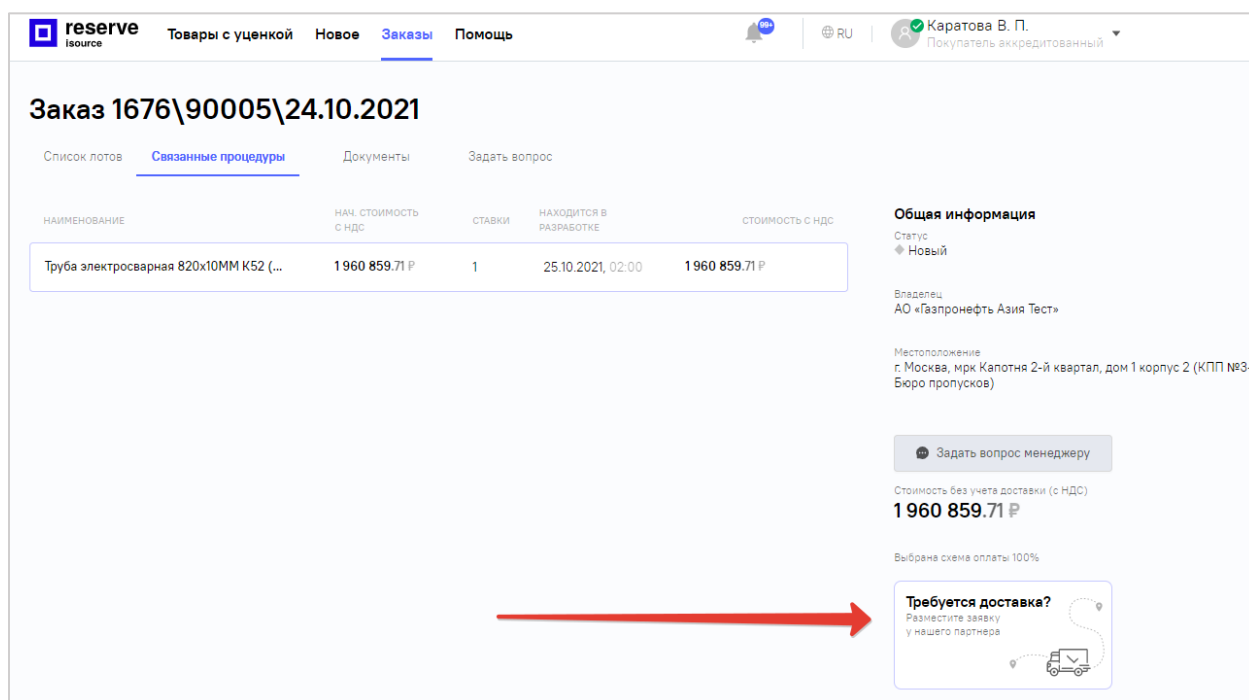 reserve
isource
Товары с уценкой Новое Заказы Помощь
99+
RU
Каратова В. П.
Покупатель аккредитованный
Заказ 1676\90005\24.10.2021
Список лотов Связанные процедуры Документы Задать вопрос
НАИМЕНОВАНИЕ
НАЧ. СТОИМОСТЬ
С НДС
СТАВКИ
НАХОДИТСЯ В
РАЗРАБОТКЕ
СТОИМОСТЬ С НДС
Труба электросварная 820х10ММ К52 (... 1 960 859.71 ₽ 1 25.10.2021, 02:00 1 960 859.71 ₽
Общая информация
Статус
Новый
Владелец
АО «Газпронефть Азия Тест»
Местоположение
г. Москва, мрк Капотня 2-й квартал, дом 1 корпус 2 (КПП №3-
Бюро пропусков)
Задать вопрос менеджеру
Стоимость без учета доставки (с НДС)
1 960 859.71 ₽
Выбрана схема оплаты 100%
Требуется доставка?
Разместите заявку
у нашего партнера